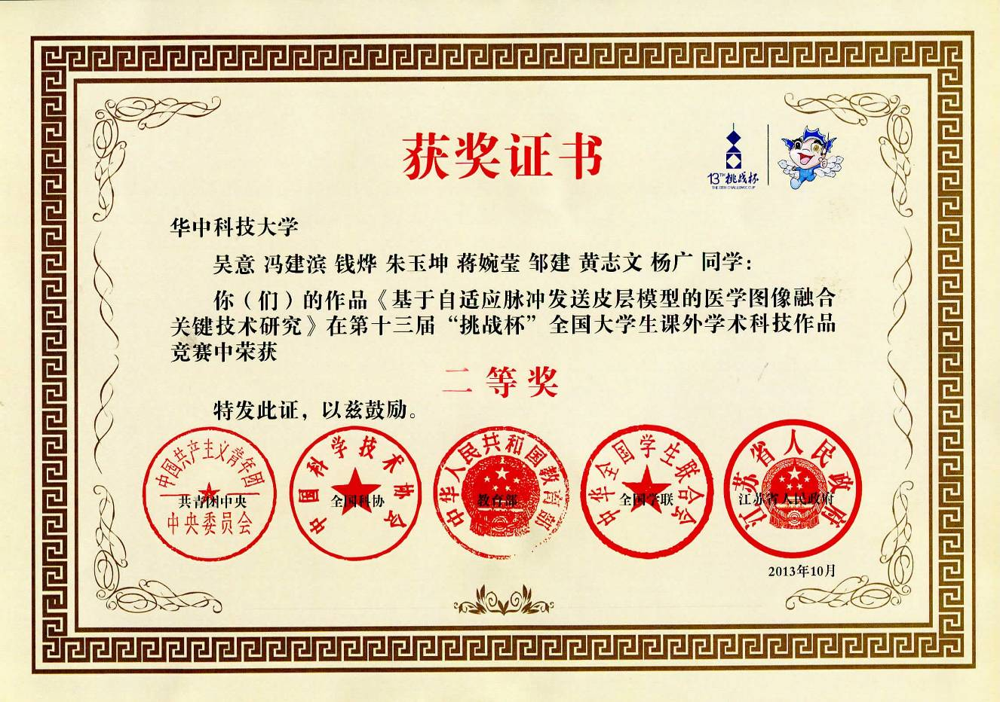 获奖证书
13TH 挑战杯
THE 13TH CHALLENGE CUP
华中科技大学
吴意 冯建滨 钱烨 朱玉坤 蒋婉莹 邹建 黄志文 杨广 同学：
你（们）的作品《基于自适应脉冲发送皮层模型的医学图像融合
关键技术研究》在第十三届“挑战杯”全国大学生课外学术科技作品
竞赛中荣获
二等奖
特发此证，以兹鼓励。
中国共产主义青年团
共青团中央
中央委员会
中国科学技术协会
全国科协
中华人民共和国教育部
教育部
中华全国学生联合会
全国学联
江苏省人民政府
江苏省人民政府
2013年10月